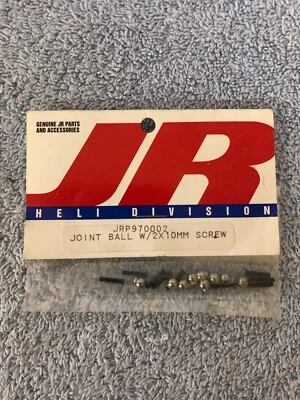 GENUINE JR PARTS
AND ACCESSORIES
JR
HELI DIVISION
JRP970002
JOINT BALL W/2X10MM SCREW